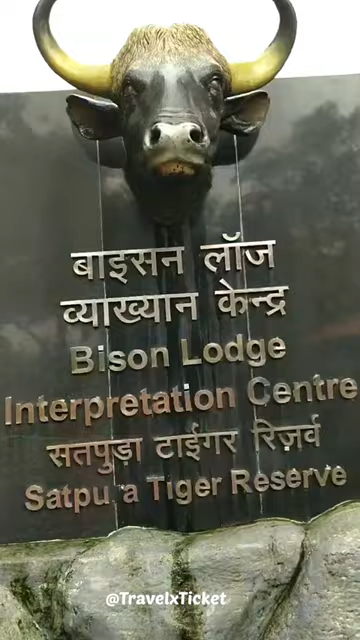 बाइसन लॉज
व्याख्यान केन्द्र
Bison Lodge
Interpretation Centre
सतपुड़ा टाईगर रिज़र्व
Satpu a Tiger Reserve
@TravelxTicket